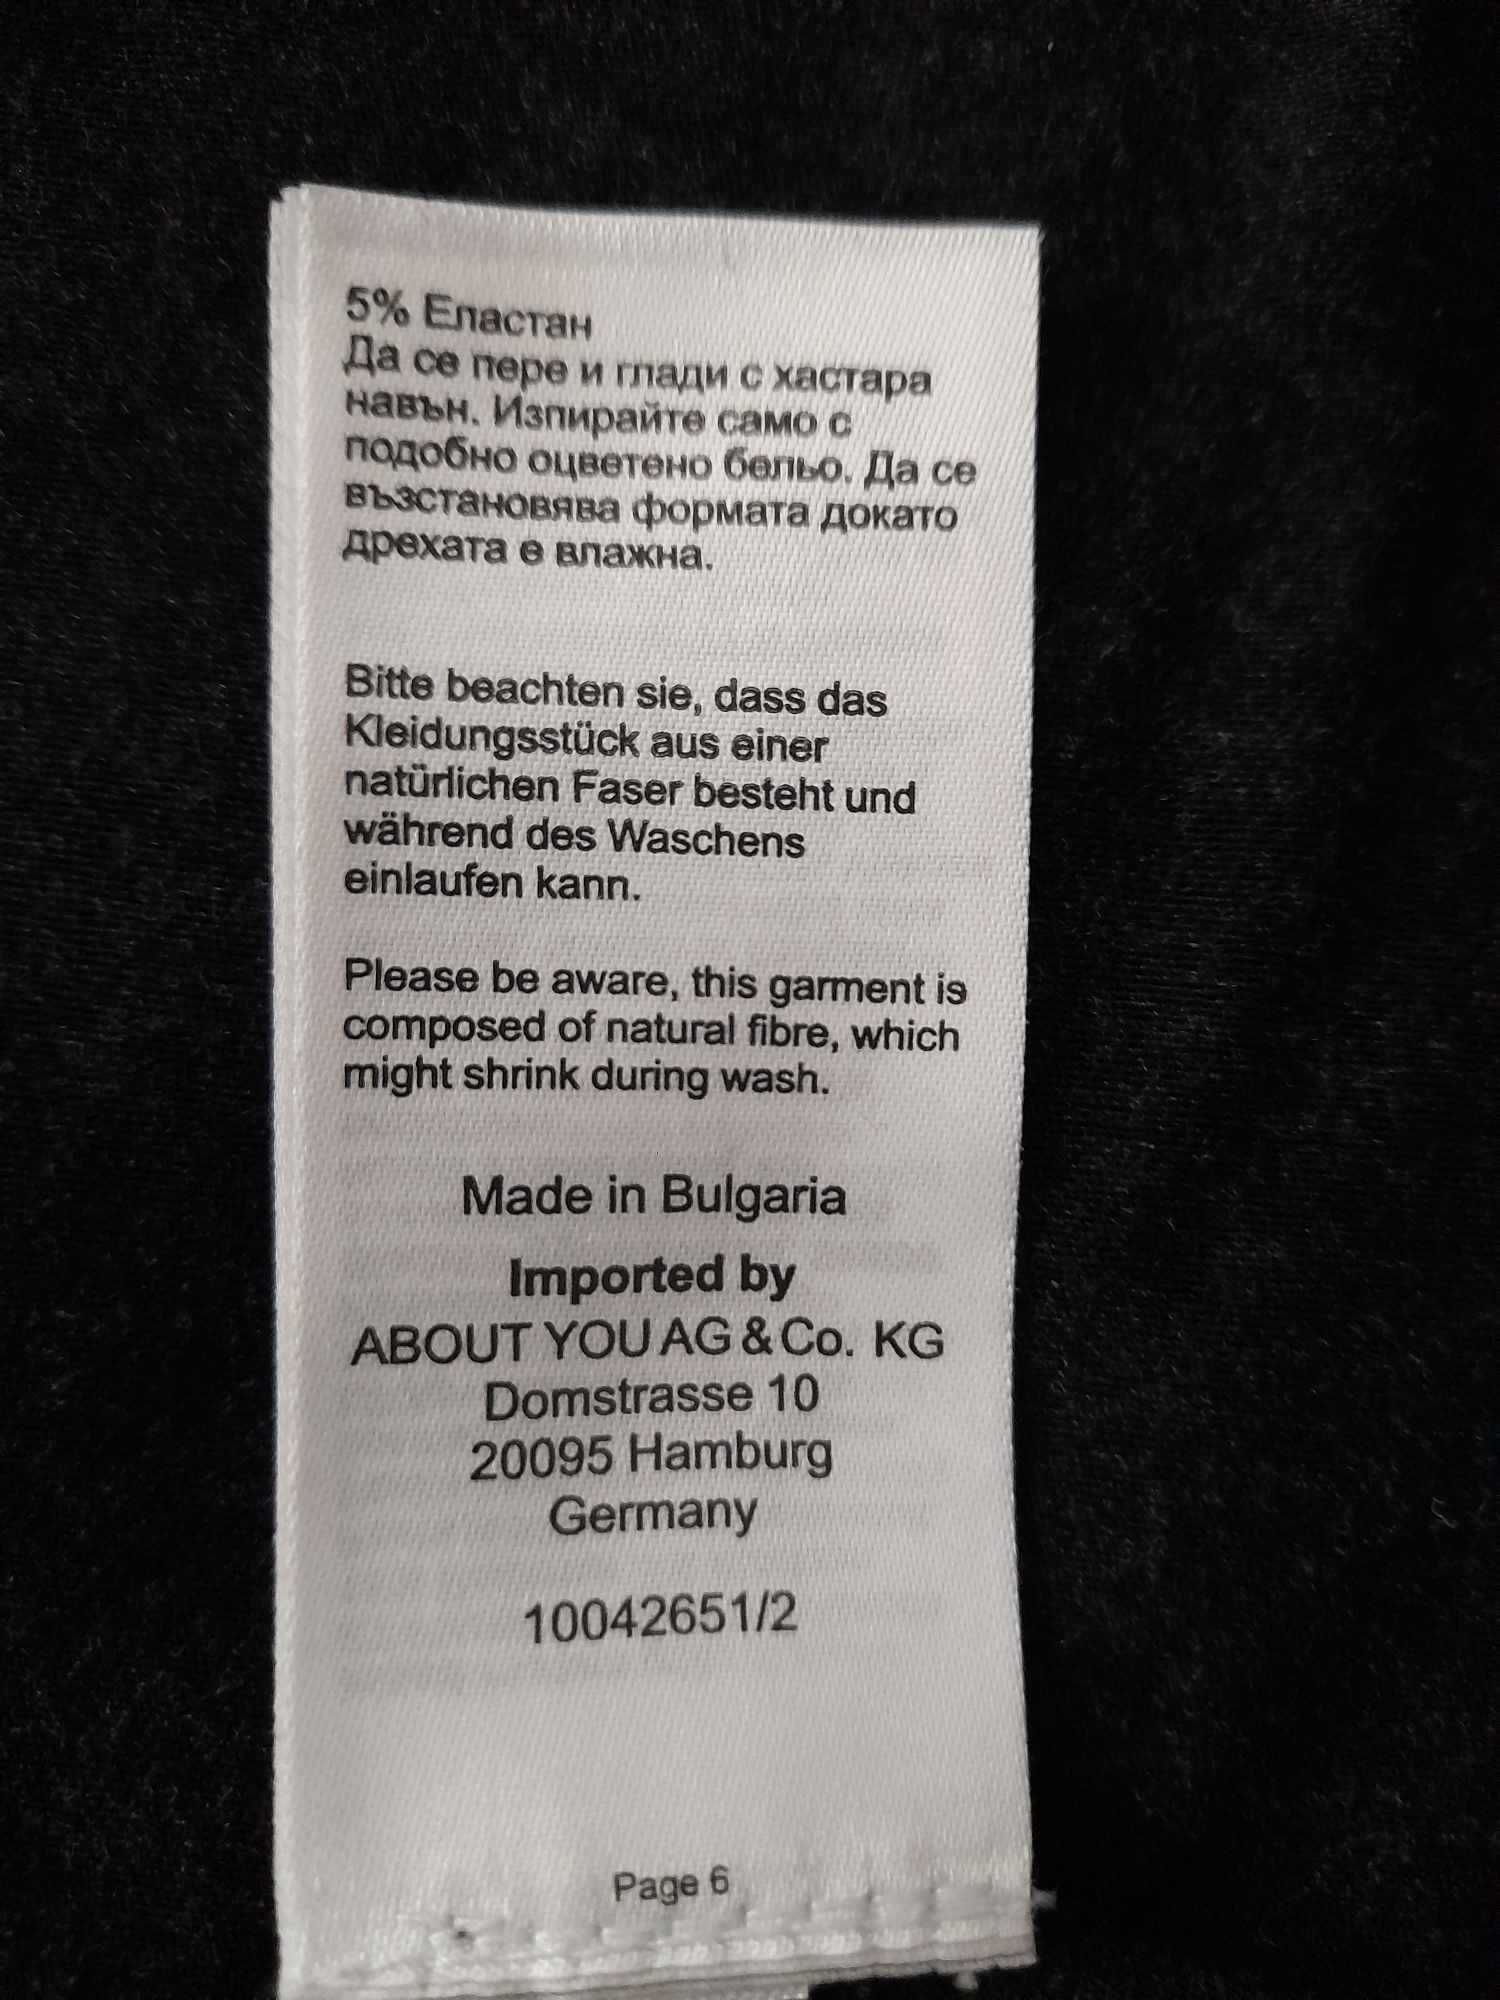 5% Еластан
Да се пере и глади с хастара
навън. Изпирайте само с
подобно оцветено бельо. Да се
възстановява формата докато
дрехата е влажна.
Bitte beachten sie, dass das
Kleidungsstück aus einer
natürlichen Faser besteht und
während des Waschens
einlaufen kann.
Please be aware, this garment is
composed of natural fibre, which
might shrink during wash.
Made in Bulgaria
Imported by
ABOUT YOU AG & Co. KG
Domstrasse 10
20095 Hamburg
Germany
10042651/2
Page 6